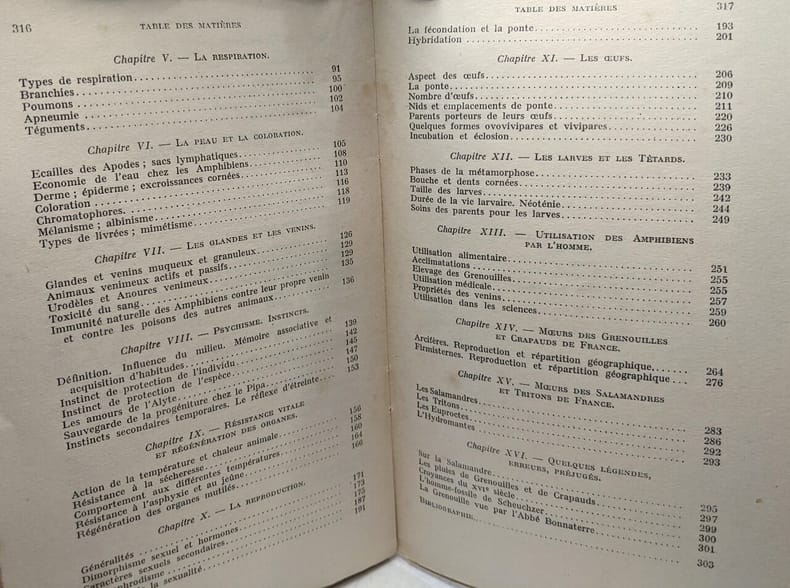 316 TABLE DES MATIÈRES
Chapitre V. — LA RESPIRATION.
Types de respiration 91
Branchies 95
Poumons 100
Apneumie 102
Téguments 104
Chapitre VI. — LA PEAU ET LA COLORATION.
Ecailles des Apodes ; sacs lymphatiques 105
Economie de l'eau chez les Amphibiens 108
Derme ; épiderme ; excroissances cornées 110
Coloration 113
Chromatophores. 116
Mélanisme ; albinisme 118
Types de livrées ; mimétisme 119
Chapitre VII. — LES GLANDES ET LES VENINS.
Glandes et venins muqueux et granuleux 126
Animaux venimeux actifs et passifs 129
Urodèles et Anoures venimeux 129
Toxicité du sang 135
Immunité naturelle des Amphibiens contre leur propre venin
et contre les poisons des autres animaux 136
Chapitre VIII. — PSYCHISME. INSTINCTS.
Définition. Influence du milieu. Mémoire associative et
acquisition d'habitudes 139
Instinct de protection de l'individu 142
Instinct de protection de l'espèce 145
Les amours de l'Alyte 147
Sauvegarde de la progéniture chez le Pipa 150
Instincts secondaires temporaires. Le réflexe d'étreinte 153
Chapitre IX. — RÉSISTANCE VITALE
ET RÉGÉNÉRATION DES ORGANES.
Action de la température et chaleur animale 156
Résistance à la sécheresse 158
Comportement aux différentes températures 160
Résistance à l'asphyxie et au jeûne 164
Régénération des organes mutilés 166
Chapitre X. — LA REPRODUCTION.
Généralités 171
Dimorphisme sexuel et hormones 173
Caractères sexuels secondaires 175
187
la sexualité 191
TABLE DES MATIÈRES 317
La fécondation et la ponte 193
Hybridation 201
Chapitre XI. — LES ŒUFS.
Aspect des œufs 206
La ponte 209
Nombre d'œufs 210
Nids et emplacements de ponte 211
Parents porteurs de leurs œufs 220
Quelques formes ovovivipares et vivipares 226
Incubation et éclosion 230
Chapitre XII. — LES LARVES ET LES TÊTARDS.
Phases de la métamorphose 233
Bouche et dents cornées 239
Taille des larves 242
Durée de la vie larvaire. Néoténie 244
Soins des parents pour les larves 249
Chapitre XIII. — UTILISATION DES AMPHIBIENS
PAR L'HOMME.
Utilisation alimentaire 251
Acclimatations 255
Elevage des Grenouilles 255
Utilisation médicale 257
Propriétés des venins 259
Utilisation dans les sciences 260
Chapitre XIV. — MŒURS DES GRENOUILLES
ET CRAPAUDS DE FRANCE.
Arcifères. Reproduction et répartition géographique 264
Firmisternes. Reproduction et répartition géographique 276
Chapitre XV. — MŒURS DES SALAMANDRES
ET TRITONS DE FRANCE.
Les Salamandres 283
Les Tritons 286
Les Euproctes 292
L'Hydromantes 293
Chapitre XVI. — QUELQUES LÉGENDES,
ERREURS, PRÉJUGÉS.
Sur la Salamandre 295
Les pluies de Grenouilles et de Crapauds 297
Croyances du XVIe siècle 299
L'homme-fossile de Scheuchzer 300
La Grenouille vue par l'Abbé Bonnaterre 301
BIBLIOGRAPHIE 303